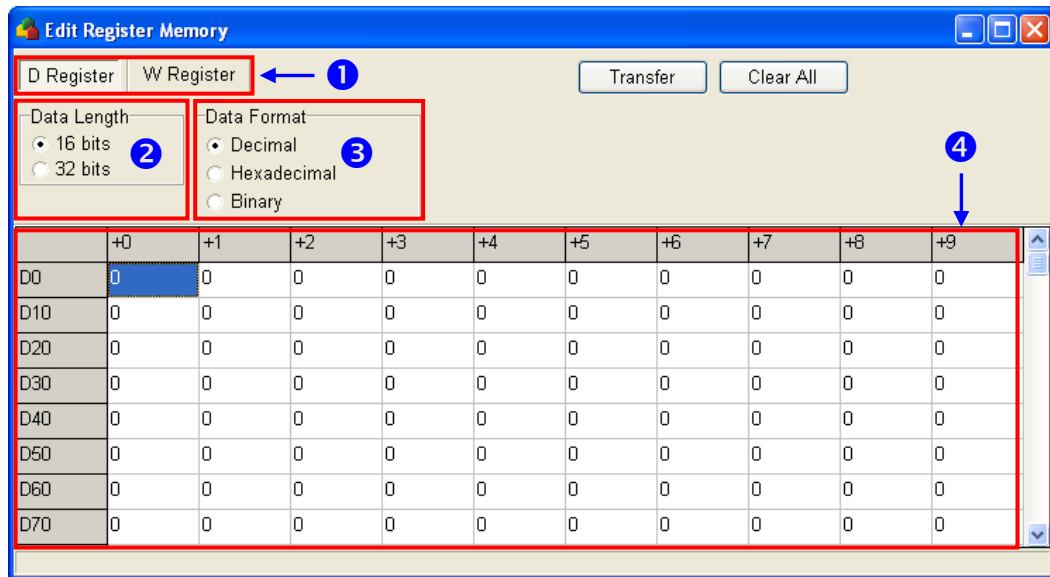 Edit Register Memory
D Register W Register 1 Transfer Clear All
Data Length Data Format
16 bits 2 Decimal 3 4
32 bits Hexadecimal
Binary
+0 +1 +2 +3 +4 +5 +6 +7 +8 +9
D0 0 0 0 0 0 0 0 0 0 0
D10 0 0 0 0 0 0 0 0 0 0
D20 0 0 0 0 0 0 0 0 0 0
D30 0 0 0 0 0 0 0 0 0 0
D40 0 0 0 0 0 0 0 0 0 0
D50 0 0 0 0 0 0 0 0 0 0
D60 0 0 0 0 0 0 0 0 0 0
D70 0 0 0 0 0 0 0 0 0 0